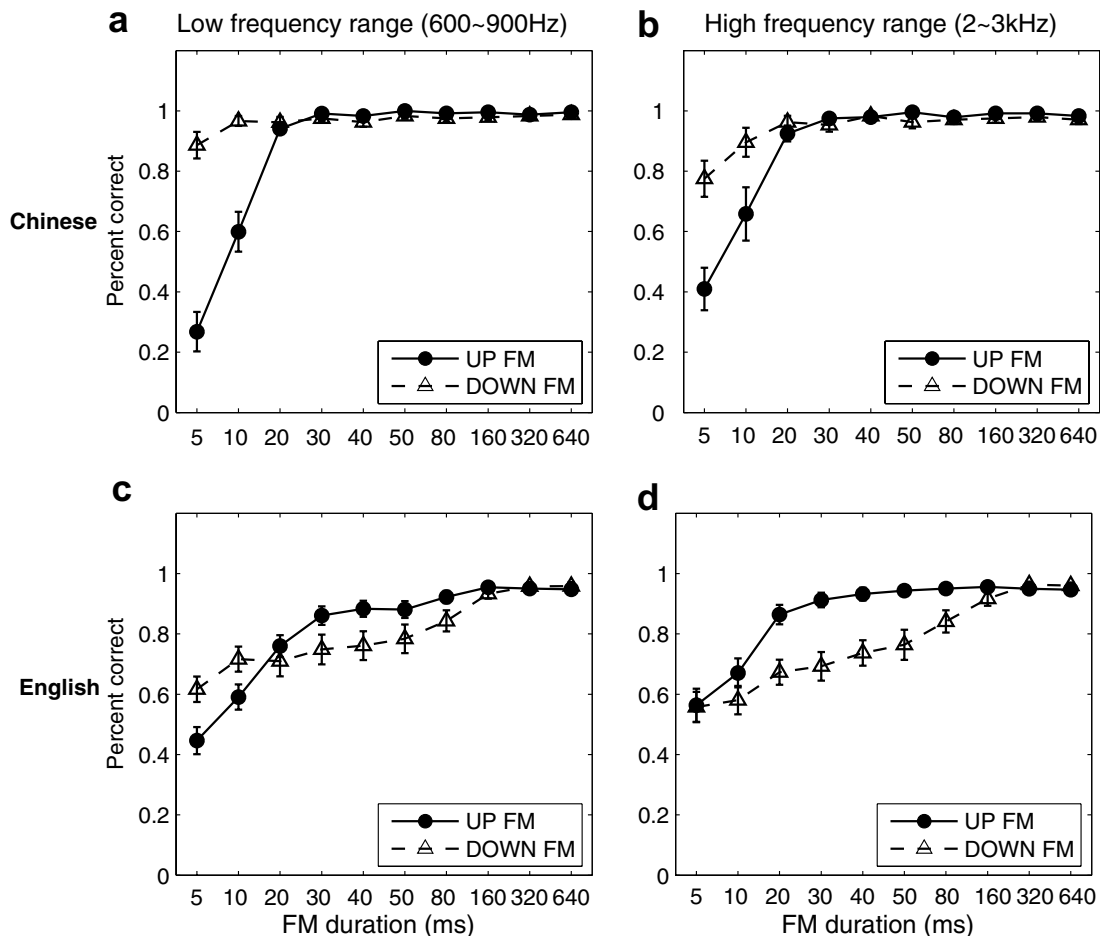 a Low frequency range (600~900Hz)
b High frequency range (2~3kHz)
Chinese
Percent correct
1
0.8
0.6
0.4
0.2
0
UP FM
DOWN FM
5 10 20 30 40 50 80 160 320 640
1
0.8
0.6
0.4
0.2
0
UP FM
DOWN FM
5 10 20 30 40 50 80 160 320 640
c
d
English
Percent correct
1
0.8
0.6
0.4
0.2
0
UP FM
DOWN FM
5 10 20 30 40 50 80 160 320 640
FM duration (ms)
1
0.8
0.6
0.4
0.2
0
UP FM
DOWN FM
5 10 20 30 40 50 80 160 320 640
FM duration (ms)